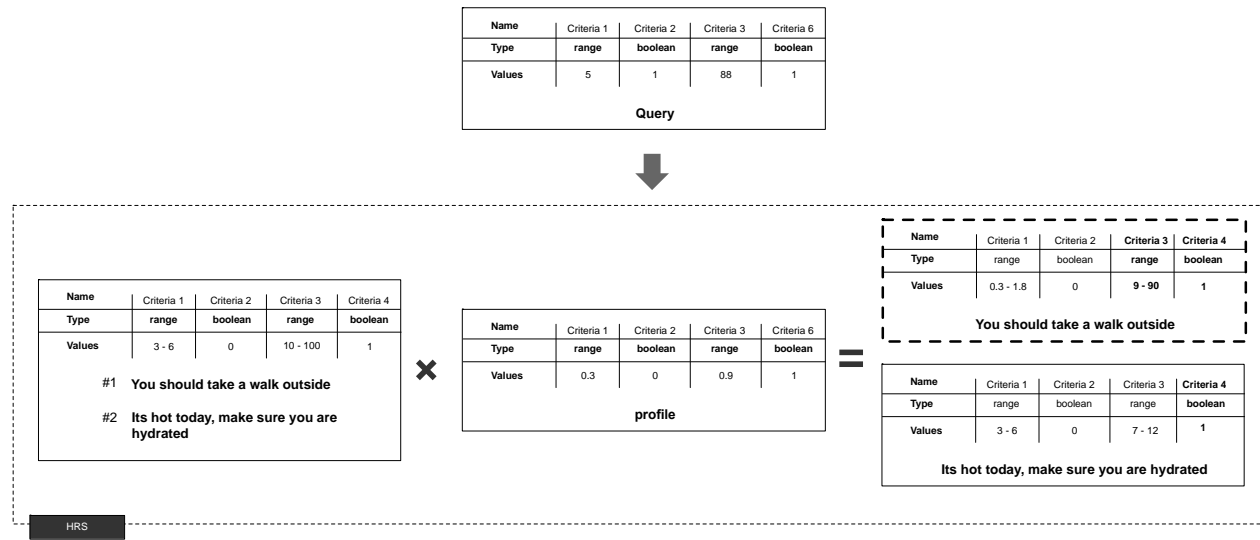 Name Criteria 1 Criteria 2 Criteria 3 Criteria 6
Type range boolean range boolean
Values 5 1 88 1
Query
Name Criteria 1 Criteria 2 Criteria 3 Criteria 4
Type range boolean range boolean
Values 3 - 6 0 10 - 100 1
#1 You should take a walk outside
#2 Its hot today, make sure you are
hydrated
Name Criteria 1 Criteria 2 Criteria 3 Criteria 6
Type range boolean range boolean
Values 0.3 0 0.9 1
profile
Name Criteria 1 Criteria 2 Criteria 3 Criteria 4
Type range boolean range boolean
Values 0.3 - 1.8 0 9 - 90 1
You should take a walk outside
Name Criteria 1 Criteria 2 Criteria 3 Criteria 4
Type range boolean range boolean
Values 3 - 6 0 7 - 12 1
Its hot today, make sure you are hydrated
HRS